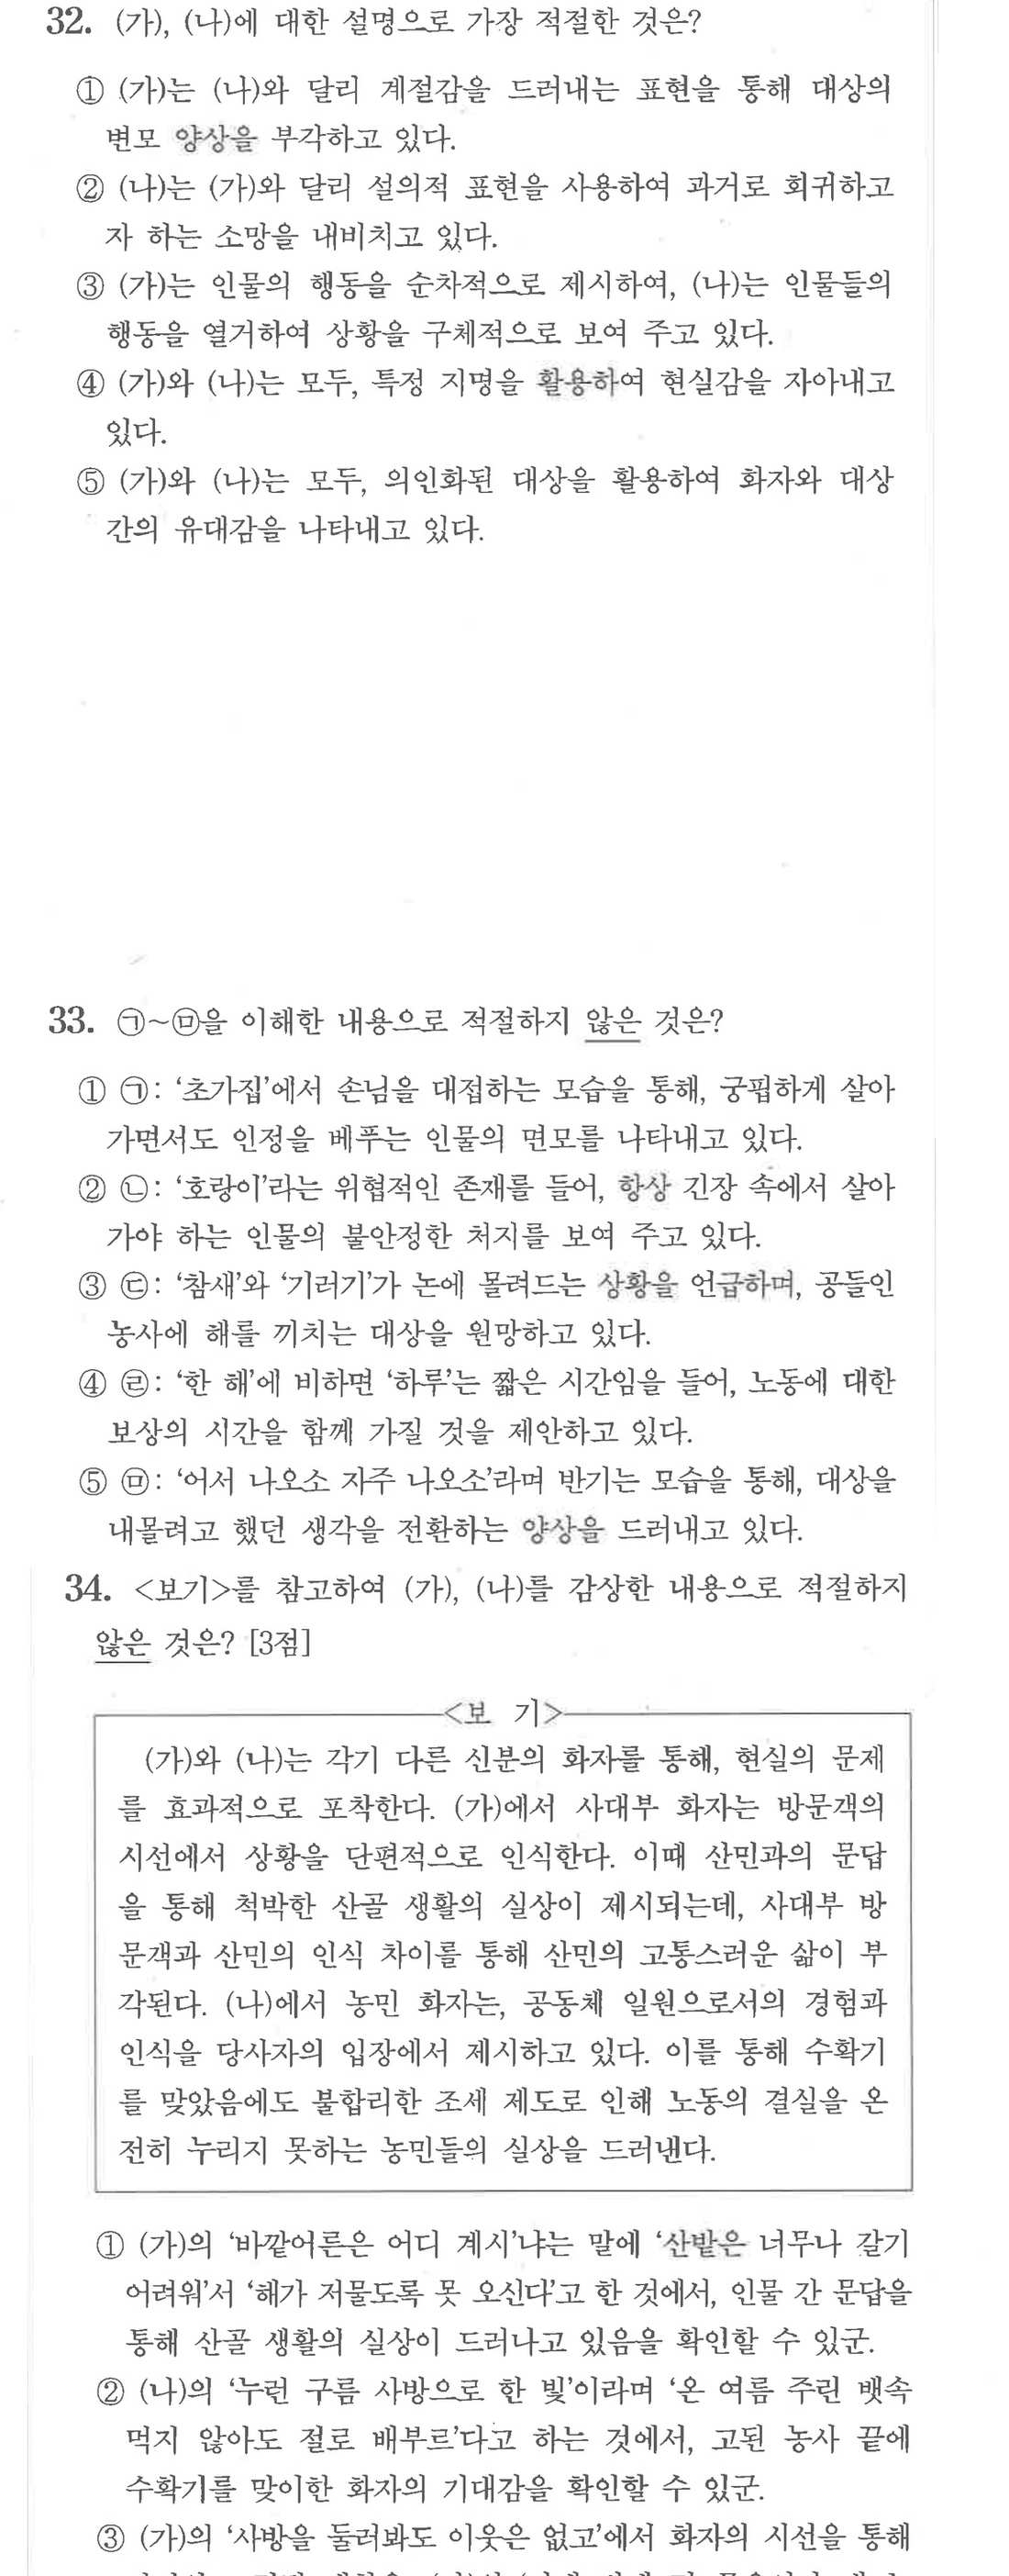 32. (가), (나)에 대한 설명으로 가장 적절한 것은?
① (가)는 (나)와 달리 계절감을 드러내는 표현을 통해 대상의
변모 양상을 부각하고 있다.
② (나)는 (가)와 달리 설의적 표현을 사용하여 과거로 회귀하고
자 하는 소망을 내비치고 있다.
③ (가)는 인물의 행동을 순차적으로 제시하여, (나)는 인물들의
행동을 열거하여 상황을 구체적으로 보여 주고 있다.
④ (가)와 (나)는 모두, 특정 지명을 활용하여 현실감을 자아내고
있다.
⑤ (가)와 (나)는 모두, 의인화된 대상을 활용하여 화자와 대상
간의 유대감을 나타내고 있다.
33. ㉠~㉤을 이해한 내용으로 적절하지 않은 것은?
① ㉠: ‘초가집’에서 손님을 대접하는 모습을 통해, 궁핍하게 살아
가면서도 인정을 베푸는 인물의 면모를 나타내고 있다.
② ㉡: ‘호랑이’라는 위협적인 존재를 들어, 항상 긴장 속에서 살아
가야 하는 인물의 불안정한 처지를 보여 주고 있다.
③ ㉢: ‘참새’와 ‘기러기’가 논에 몰려드는 상황을 언급하며, 공들인
농사에 해를 끼치는 대상을 원망하고 있다.
④ ㉣: ‘한 해’에 비하면 ‘하루’는 짧은 시간임을 들어, 노동에 대한
보상의 시간을 함께 가질 것을 제안하고 있다.
⑤ ㉤: ‘어서 나오소 자주 나오소’라며 반기는 모습을 통해, 대상을
내몰려고 했던 생각을 전환하는 양상을 드러내고 있다.
34. <보기>를 참고하여 (가), (나)를 감상한 내용으로 적절하지
않은 것은? [3점]
<보 기>
(가)와 (나)는 각기 다른 신분의 화자를 통해, 현실의 문제
를 효과적으로 포착한다. (가)에서 사대부 화자는 방문객의
시선에서 상황을 단편적으로 인식한다. 이때 산민과의 문답
을 통해 척박한 산골 생활의 실상이 제시되는데, 사대부 방
문객과 산민의 인식 차이를 통해 산민의 고통스러운 삶이 부
각된다. (나)에서 농민 화자는, 공동체 일원으로서의 경험과
인식을 당사자의 입장에서 제시하고 있다. 이를 통해 수확기
를 맞았음에도 불합리한 조세 제도로 인해 노동의 결실을 온
전히 누리지 못하는 농민들의 실상을 드러낸다.
① (가)의 ‘바깥어른은 어디 계시’냐는 말에 ‘산밭은 너무나 갈기
어려워’서 ‘해가 저물도록 못 오신다’고 한 것에서, 인물 간 문답을
통해 산골 생활의 실상이 드러나고 있음을 확인할 수 있군.
② (나)의 ‘누런 구름 사방으로 한 빛’이라며 ‘온 여름 주린 뱃속
먹지 않아도 절로 배부르’다고 하는 것에서, 고된 농사 끝에
수확기를 맞이한 화자의 기대감을 확인할 수 있군.
③ (가)의 ‘사방을 둘러봐도 이웃은 없고’에서 화자의 시선을 통해